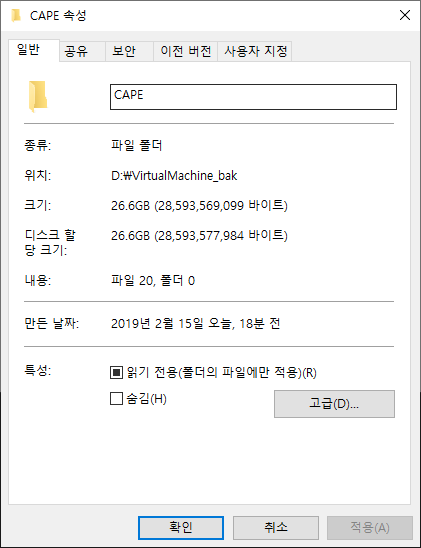 CAPE 속성
일반 공유 보안 이전 버전 사용자 지정
CAPE
종류: 파일 폴더
위치: D:₩VirtualMachine_bak
크기: 26.6GB (28,593,569,099 바이트)
디스크 할
당 크기: 26.6GB (28,593,577,984 바이트)
내용: 파일 20, 폴더 0
만든 날짜: 2019년 2월 15일 오늘, 18분 전
특성: 읽기 전용(폴더의 파일에만 적용)(R)
숨김(H) 고급(D)...
확인 취소 적용(A)